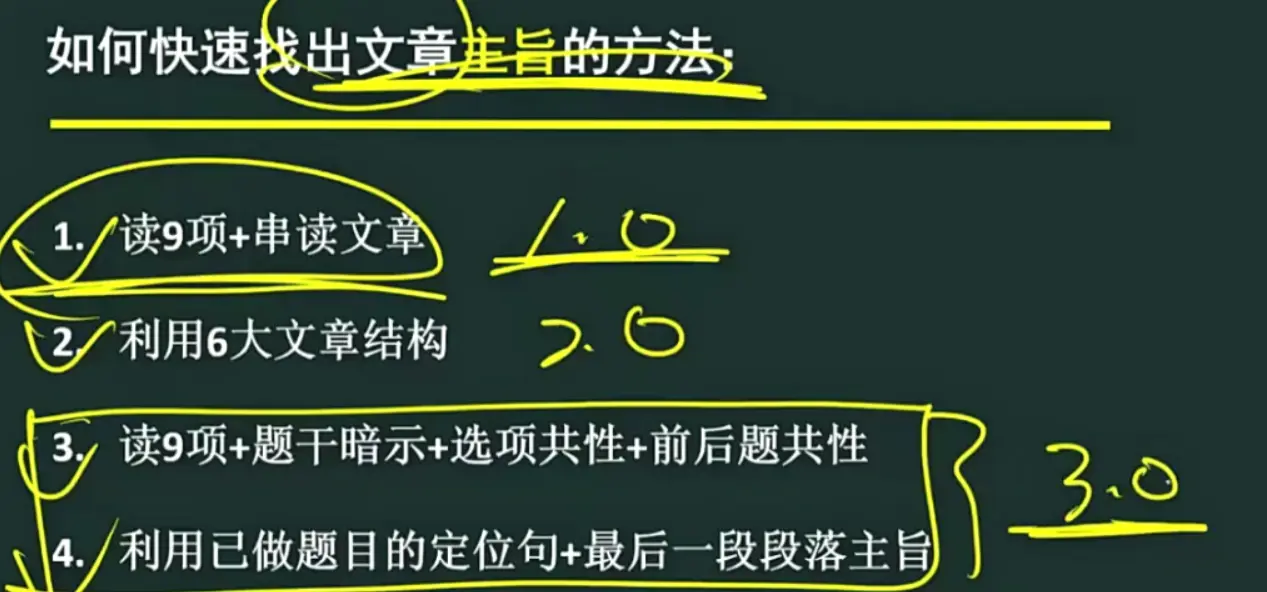 如何快速找出文章主旨的方法：
1. 读9项+串读文章 1.0
2. 利用6大文章结构 2.0
3. 读9项+题干暗示+选项共性+前后题共性
3.0
4. 利用已做题目的定位句+最后一段段落主旨